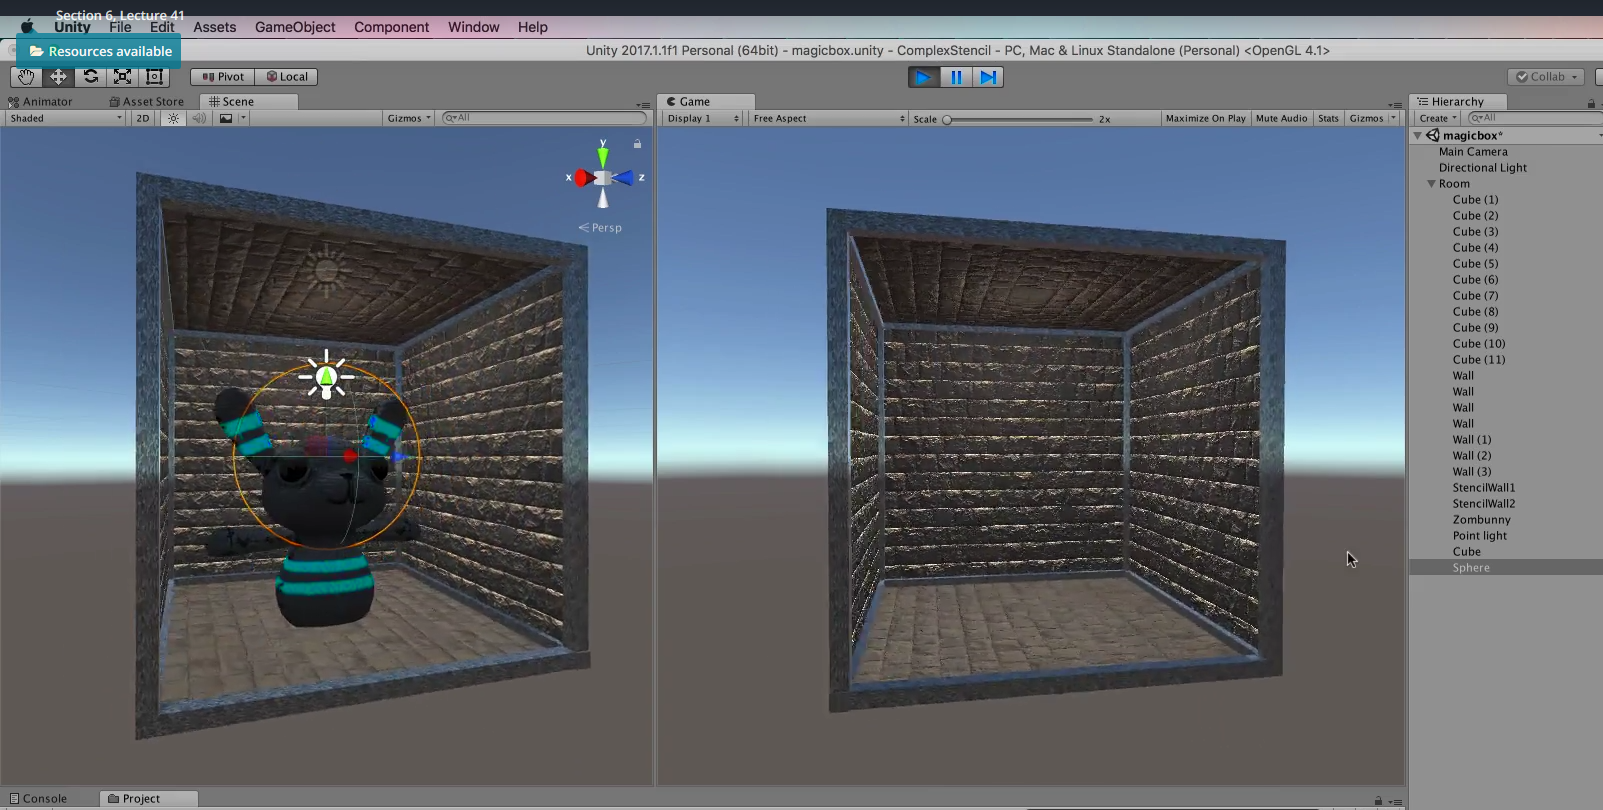 Section 6, Lecture 41
Unity File Edit Assets GameObject Component Window Help
Resources available
Unity 2017.1.1f1 Personal (64bit) - magicbox.unity - ComplexStencil - PC, Mac & Linux Standalone (Personal) <OpenGL 4.1>
Pivot Local Collab
Animator Asset Store Scene Game Hierarchy
Shaded 2D Gizmos All Display 1 Free Aspect Scale 2x Maximize On Play Mute Audio Stats Gizmos Create All
magicbox*
Main Camera
Directional Light
Room
Cube (1)
Cube (2)
Cube (3)
Cube (4)
Cube (5)
Cube (6)
Cube (7)
Cube (8)
Cube (9)
Cube (10)
Cube (11)
Wall
Wall
Wall
Wall
Wall (1)
Wall (2)
Wall (3)
StencilWall1
StencilWall2
Zombunny
Point light
Cube
Sphere
y
x z
Persp
Console Project